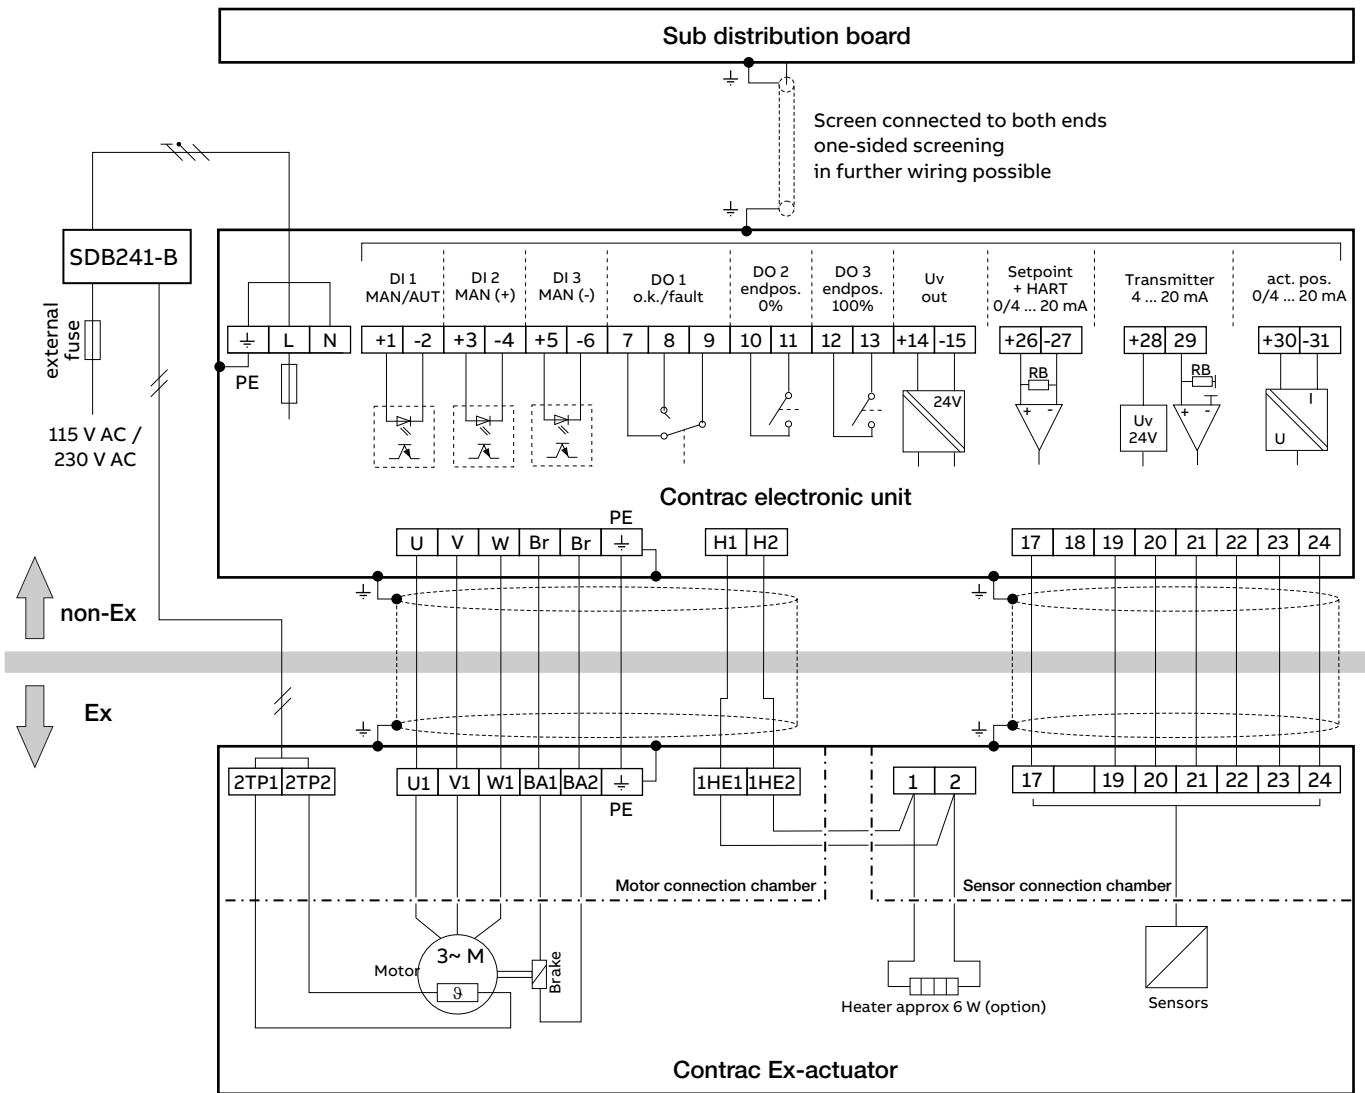 Sub distribution board
Screen connected to both ends
one-sided screening
in further wiring possible
SDB241-B
external
fuse
115 V AC /
230 V AC
DI 1
MAN/AUT
DI 2
MAN (+)
DI 3
MAN (-)
DO 1
o.k./fault
DO 2
endpos.
0%
DO 3
endpos.
100%
Uv
out
Setpoint
+ HART
0/4 ... 20 mA
Transmitter
4 ... 20 mA
act. pos.
0/4 ... 20 mA
L N
+1 -2 +3 -4 +5 -6 7 8 9 10 11 12 13 +14 -15 +26 -27 +28 29 +30 -31
PE
RB
RB
24V
+ -
Uv
24V
+ -
I
U
Contrac electronic unit
PE
U V W Br Br
H1 H2
17 18 19 20 21 22 23 24
non-Ex
Ex
2TP1 2TP2
U1 V1 W1 BA1 BA2
PE
1HE1 1HE2
1 2
17 19 20 21 22 23 24
Motor connection chamber
Sensor connection chamber
3~ M
Motor
ϑ
Brake
Heater approx 6 W (option)
Sensors
Contrac Ex-actuator